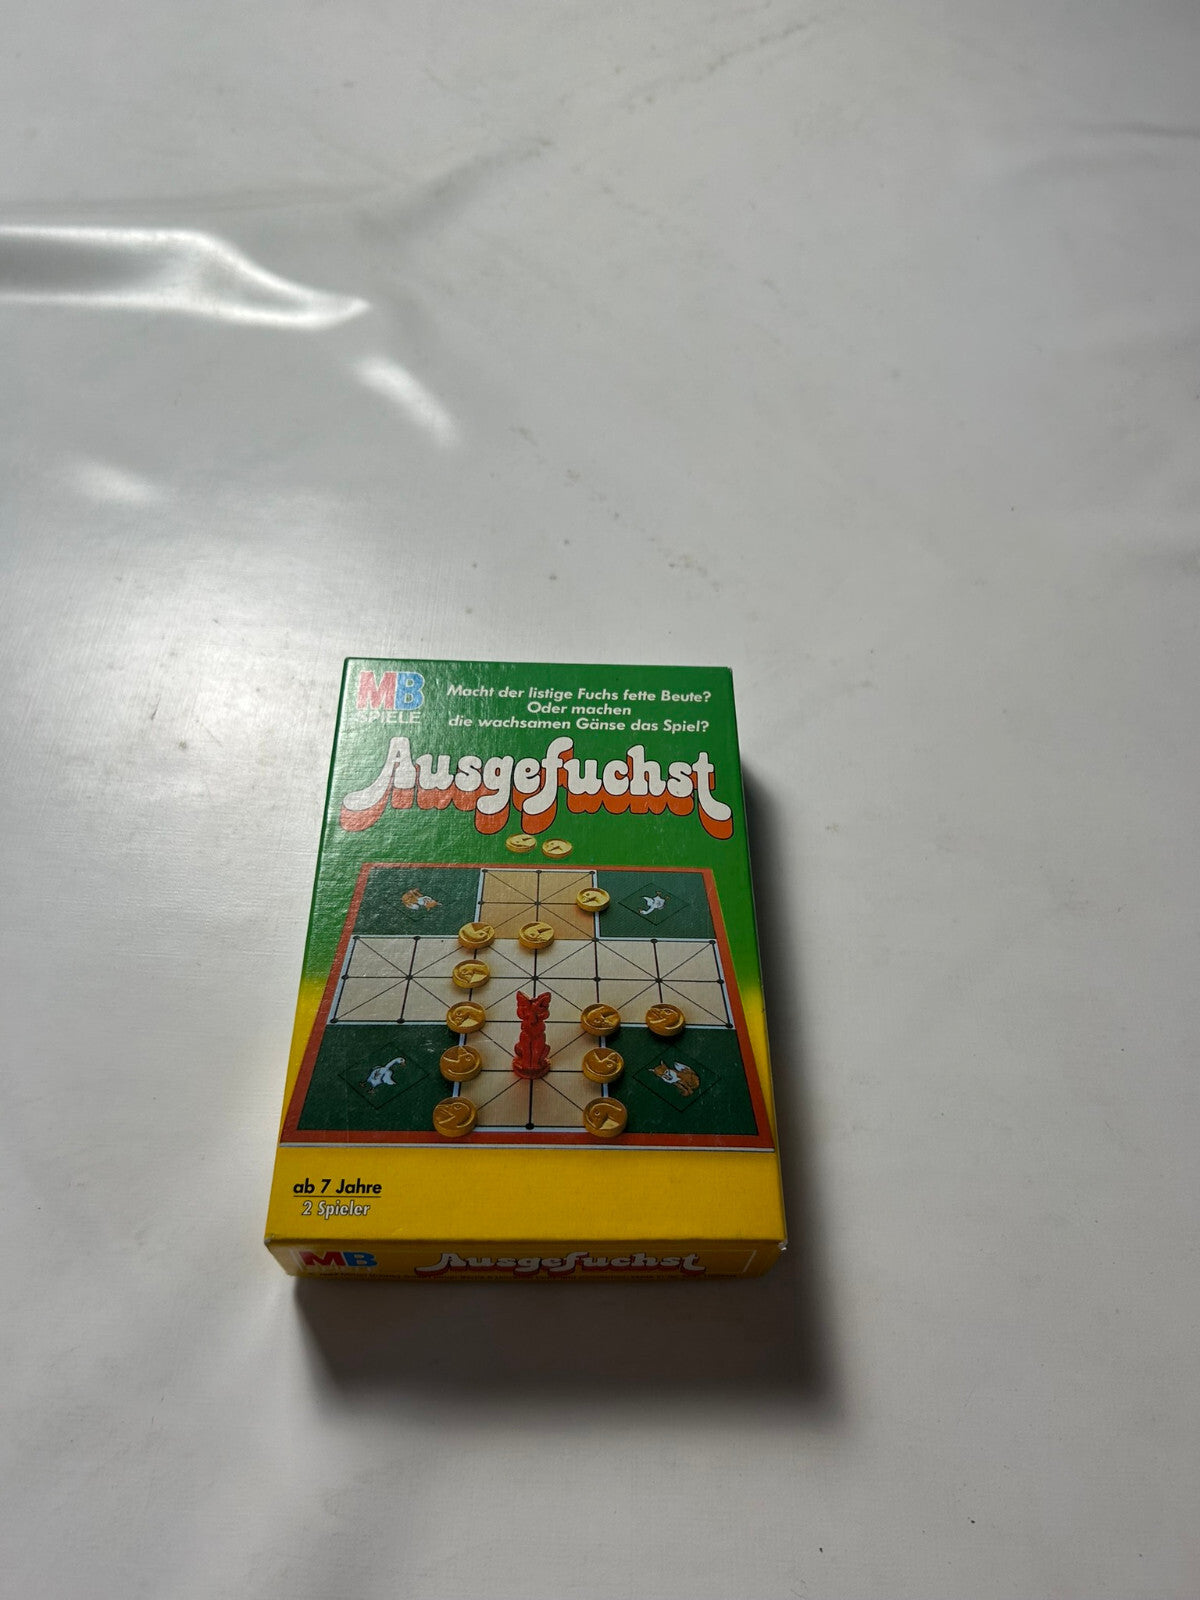 MB
SPIELE
Macht der listige Fuchs fette Beute?
Oder machen
die wachsamen Gänse das Spiel?
Ausgefuchst
ab 7 Jahre
2 Spieler
MB
Ausgefuchst